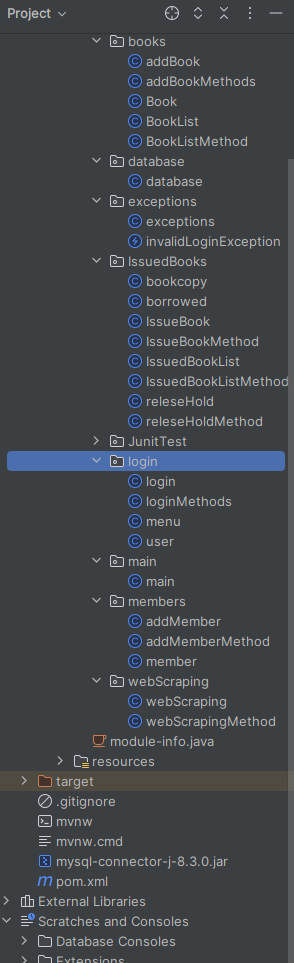 Project
books
addBook
addBookMethods
Book
BookList
BookListMethod
database
database
exceptions
exceptions
invalidLoginException
IssuedBooks
bookcopy
borrowed
IssueBook
IssueBookMethod
IssuedBookList
IssuedBookListMethod
releseHold
releseHoldMethod
JunitTest
login
login
loginMethods
menu
user
main
main
members
addMember
addMemberMethod
member
webScraping
webScraping
webScrapingMethod
module-info.java
resources
target
.gitignore
mvnw
mvnw.cmd
mysql-connector-j-8.3.0.jar
pom.xml
External Libraries
Scratches and Consoles
Database Consoles
Extensions